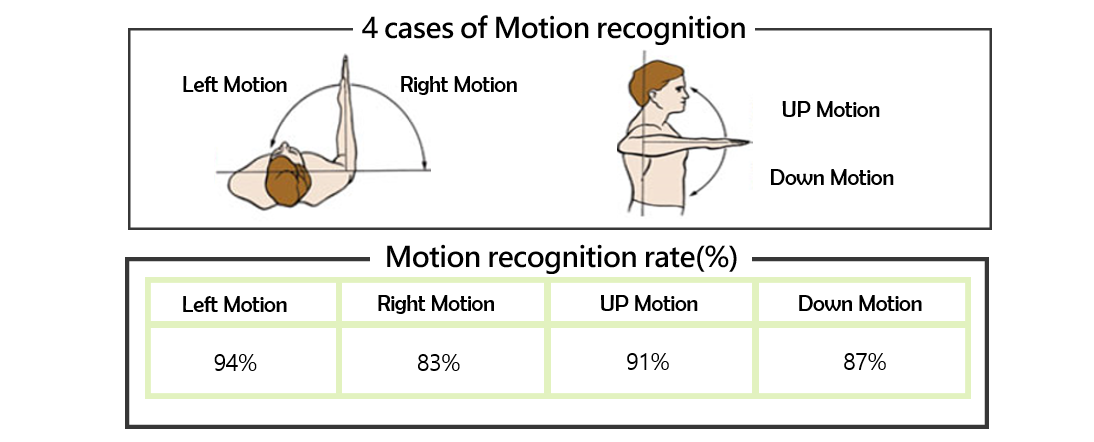 4 cases of Motion recognition
Left Motion
Right Motion
UP Motion
Down Motion
Motion recognition rate(%)
Left Motion Right Motion UP Motion Down Motion
94% 83% 91% 87%